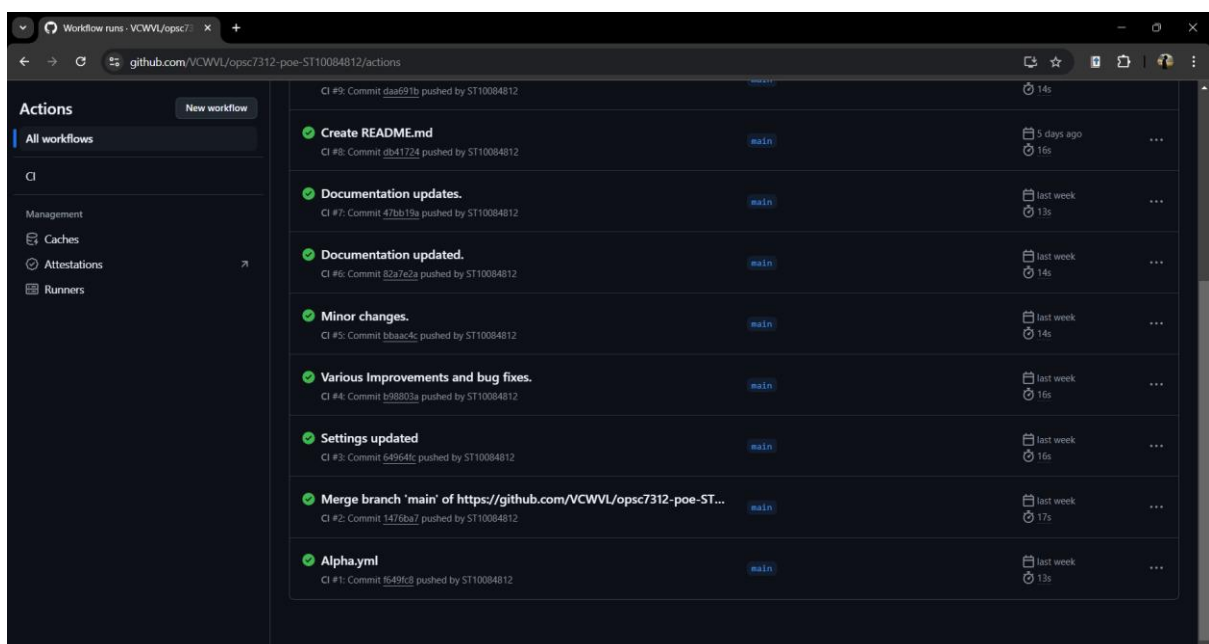 Workflow runs · VCWVL/opsc73
github.com/VCWVL/opsc7312-poe-ST10084812/actions
Actions
New workflow
All workflows
CI
Management
Caches
Attestations
Runners
main
CI #9: Commit daa691b pushed by ST10084812
14s
Create README.md
CI #8: Commit db41724 pushed by ST10084812
main
5 days ago
16s
Documentation updates.
CI #7: Commit 47bb19a pushed by ST10084812
main
last week
13s
Documentation updated.
CI #6: Commit 82a7e2a pushed by ST10084812
main
last week
14s
Minor changes.
CI #5: Commit bbaac4c pushed by ST10084812
main
last week
14s
Various Improvements and bug fixes.
CI #4: Commit b98803a pushed by ST10084812
main
last week
16s
Settings updated
CI #3: Commit 64964fc pushed by ST10084812
main
last week
16s
Merge branch 'main' of https://github.com/VCWVL/opsc7312-poe-ST...
CI #2: Commit 1476ba7 pushed by ST10084812
main
last week
17s
Alpha.yml
CI #1: Commit f649fc8 pushed by ST10084812
main
last week
13s